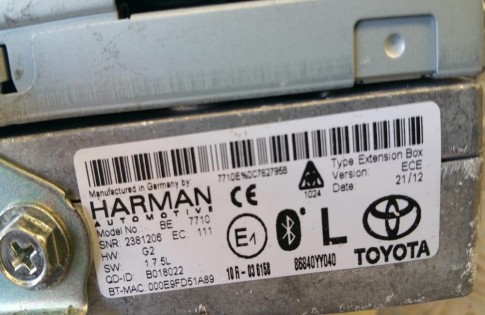 Manufactured in Germany by:
HARMAN
AUTOMOTIVE
Model No.: BE 7710
SNR: 2381206 EC: 111
HW: G2
SW: 1.7.5L
QD-ID: B018022
BT-MAC 000E9FD51A89
7710E%0C7627958
CE
1024
E1
10 R - 03 6158
L
86840YY040
Type Extension Box
Version: ECE
Date: 21/12
TOYOTA